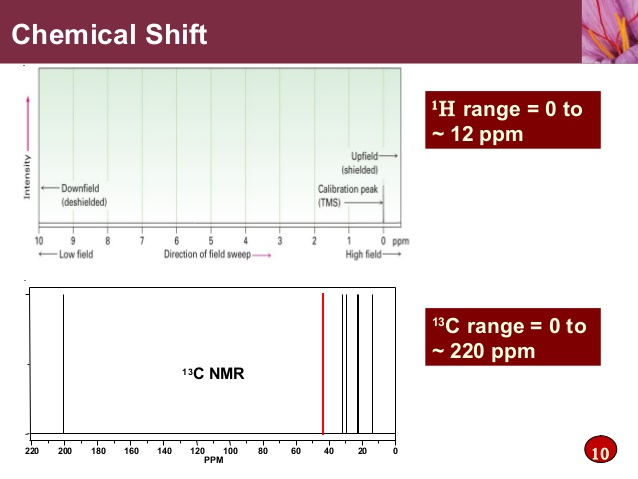 Chemical Shift
Intensity
Upfield
(shielded)
Downfield
(deshielded)
Calibration peak
(TMS)
10 9 8 7 6 5 4 3 2 1 0 ppm
Low field Direction of field sweep High field
¹H range = 0 to
~ 12 ppm
¹³C NMR
220 200 180 160 140 120 100 80 60 40 20 0
PPM
¹³C range = 0 to
~ 220 ppm
10